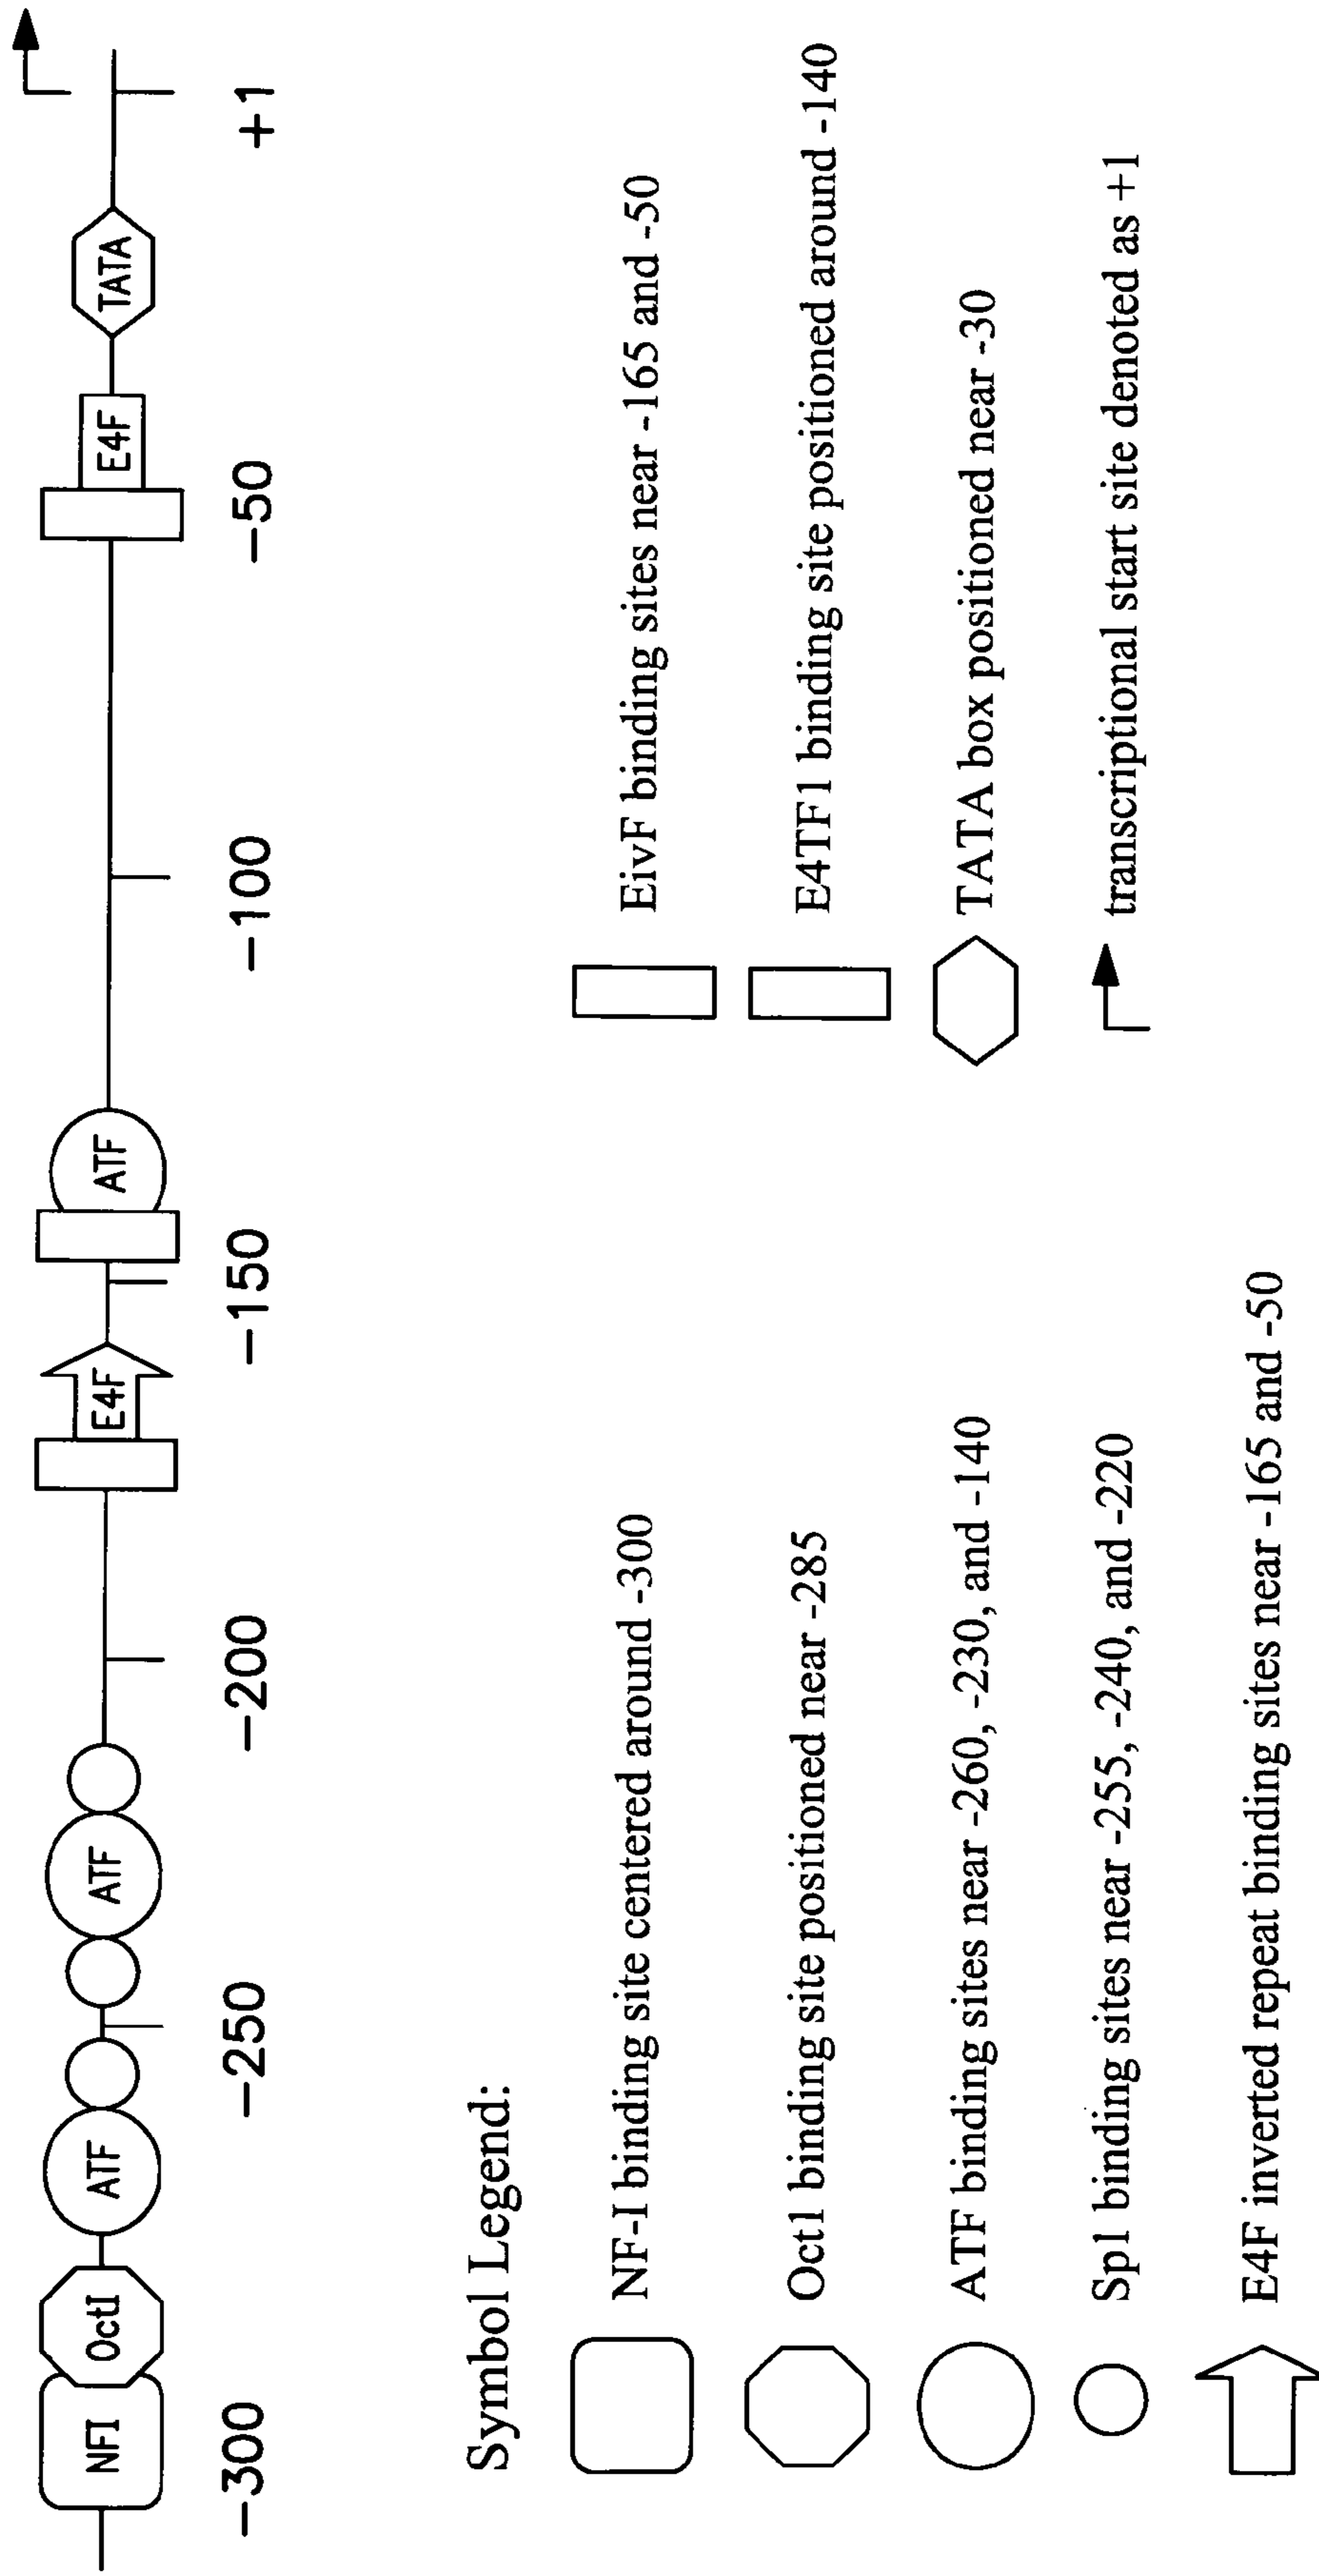 NFI
OctI
ATF
ATF
E4F
ATF
E4F
TATA
−300
−250
−200
−150
−100
−50
+1
Symbol Legend:
NF-I binding site centered around -300
Oct1 binding site positioned near -285
ATF binding sites near -260, -230, and -140
Sp1 binding sites near -255, -240, and -220
E4F inverted repeat binding sites near -165 and -50
EivF binding sites near -165 and -50
E4TF1 binding site positioned around -140
TATA box positioned near -30
transcriptional start site denoted as +1